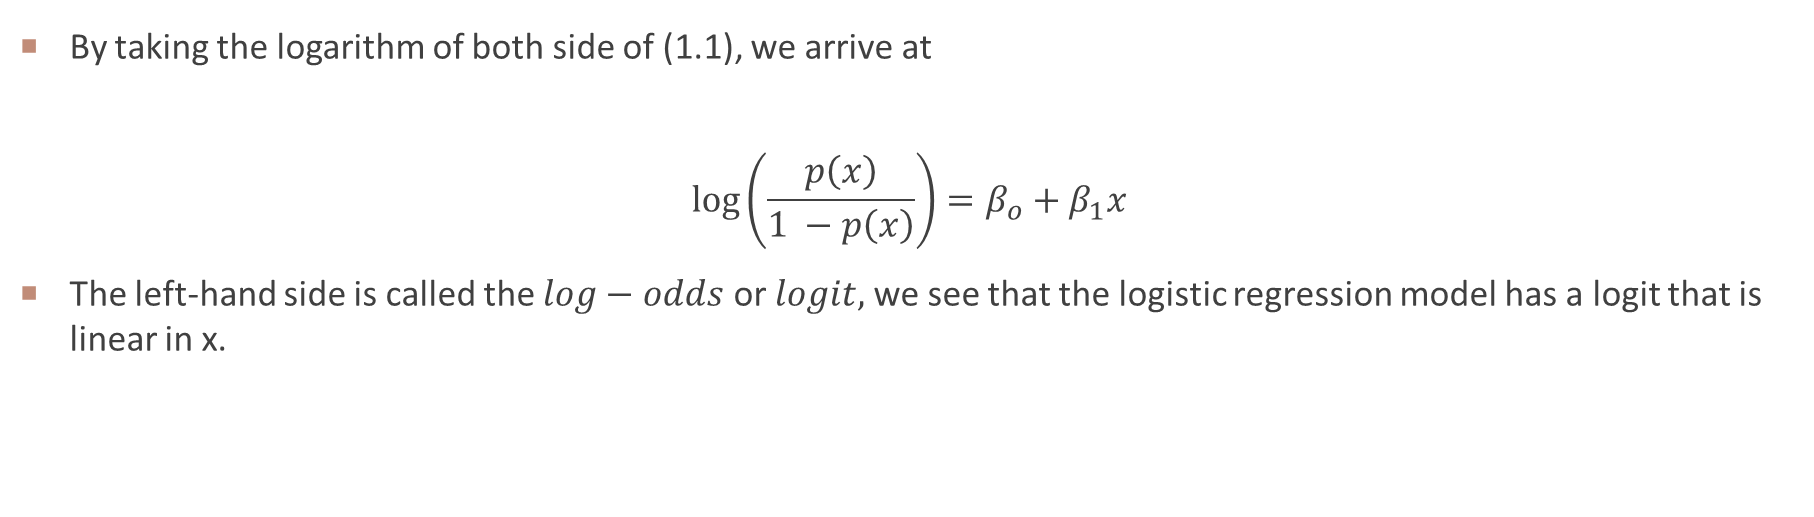 ▪ By taking the logarithm of both side of (1.1), we arrive at
log(p(x) / 1 − p(x)) = βₒ + β₁x
▪ The left-hand side is called the log − odds or logit, we see that the logistic regression model has a logit that is
linear in x.